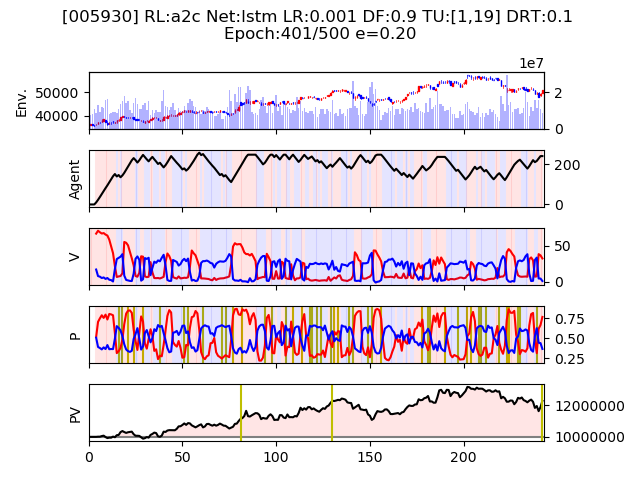 [005930] RL:a2c Net:lstm LR:0.001 DF:0.9 TU:[1,19] DRT:0.1
Epoch:401/500 e=0.20
1e7
Env.
50000
40000
2
0
Agent
200
0
V
50
0
P
0.75
0.50
0.25
PV
12000000
10000000
0 50 100 150 200